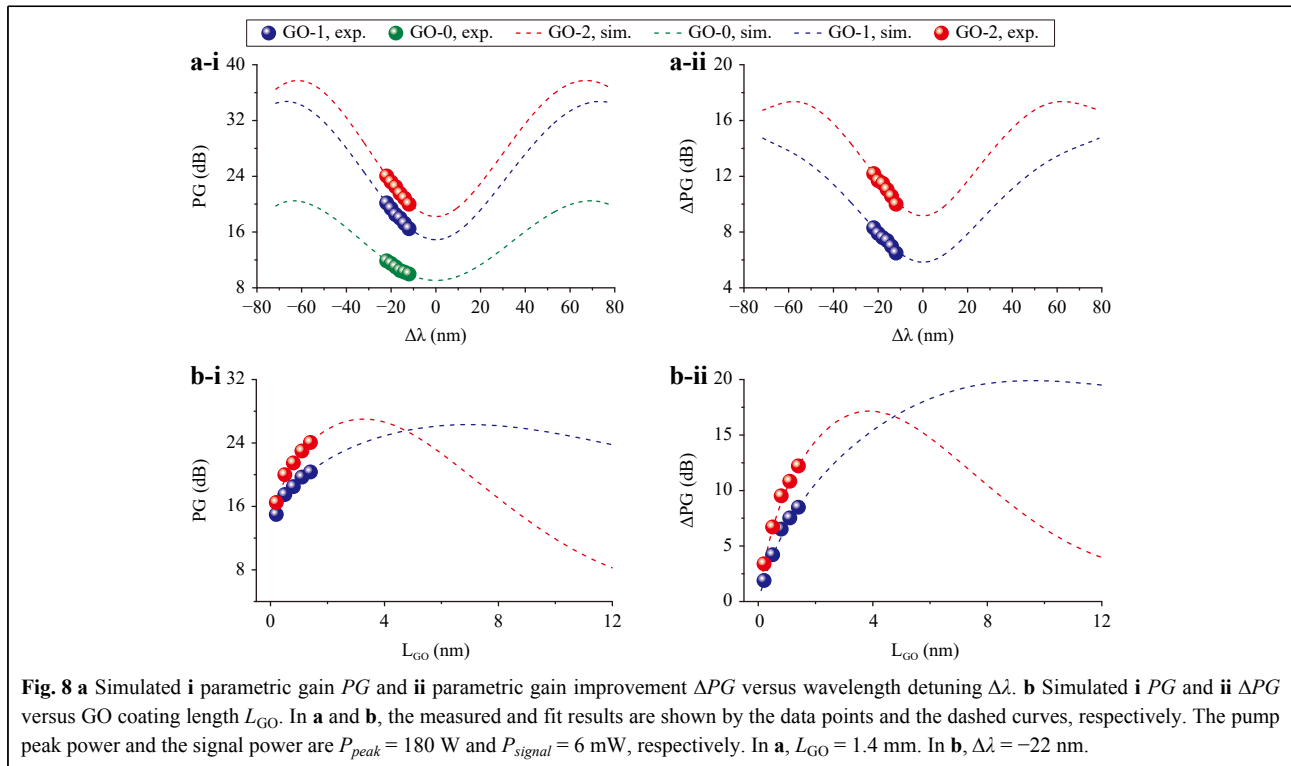 GO-1, exp. GO-0, exp. GO-2, sim. GO-0, sim. GO-1, sim. GO-2, exp.
a-i
40
32
24
16
8
PG (dB)
−80 −60 −40 −20 0 20 40 60 80
Δλ (nm)
a-ii
20
16
12
8
4
ΔPG (dB)
−80 −60 −40 −20 0 20 40 60 80
Δλ (nm)
b-i
32
24
16
8
PG (dB)
0 4 8 12
L_GO (nm)
b-ii
20
15
10
5
0
ΔPG (dB)
0 4 8 12
L_GO (nm)
Fig. 8 a Simulated i parametric gain PG and ii parametric gain improvement ΔPG versus wavelength detuning Δλ. b Simulated i PG and ii ΔPG
versus GO coating length L_GO. In a and b, the measured and fit results are shown by the data points and the dashed curves, respectively. The pump
peak power and the signal power are P_peak = 180 W and P_signal = 6 mW, respectively. In a, L_GO = 1.4 mm. In b, Δλ = −22 nm.